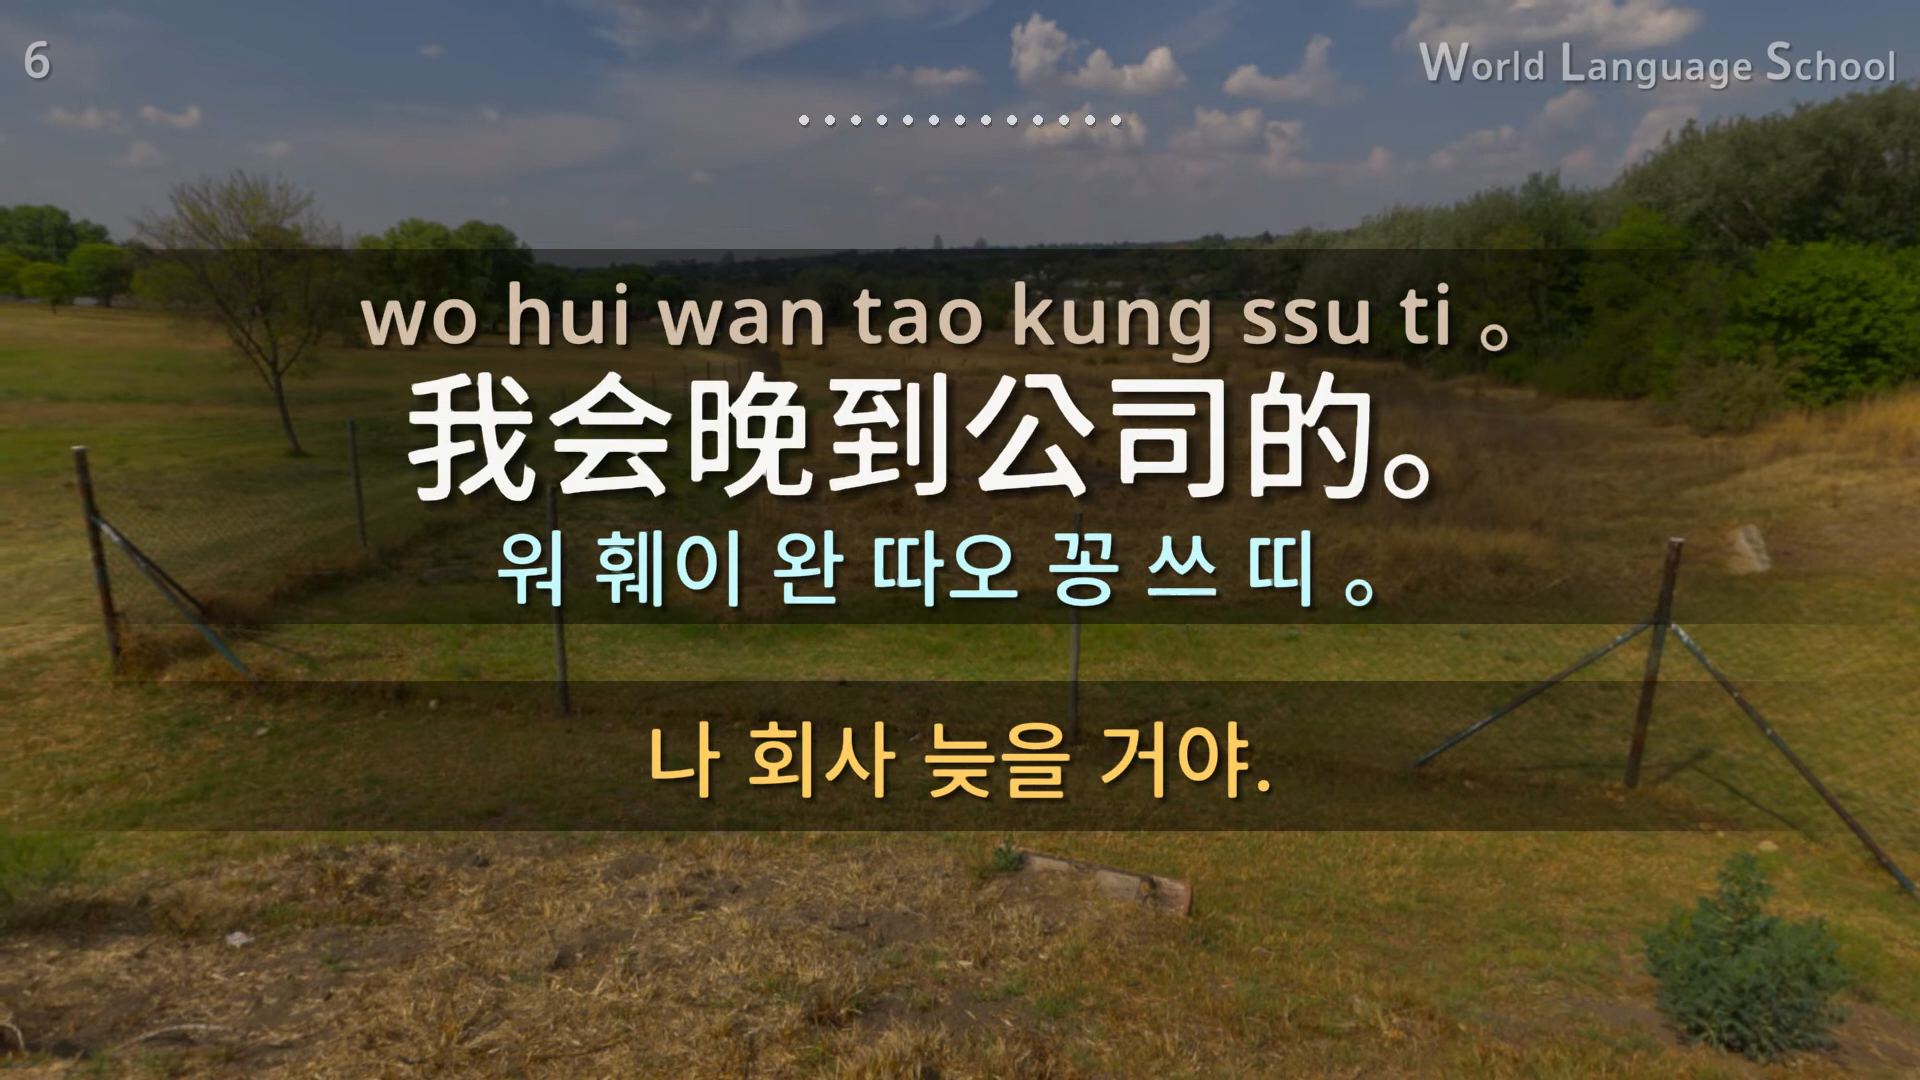 6
World Language School
wo hui wan tao kung ssu ti 。
我会晚到公司的。
워 훼이 완 따오 꽁 쓰 띠 。
나 회사 늦을 거야.